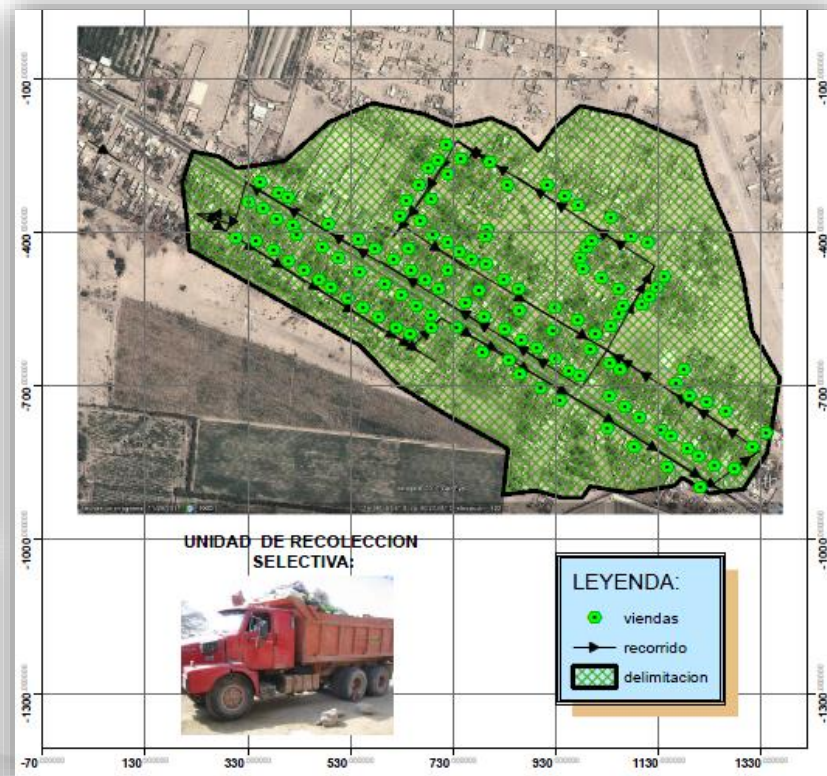 -100
-100
-400
-400
-700
-700
-1000
-1000
-1300
-1300
UNIDAD DE RECOLECCION
SELECTIVA:
LEYENDA:
viendas
recorrido
delimitacion
-70 130 330 530 730 930 1130 1330